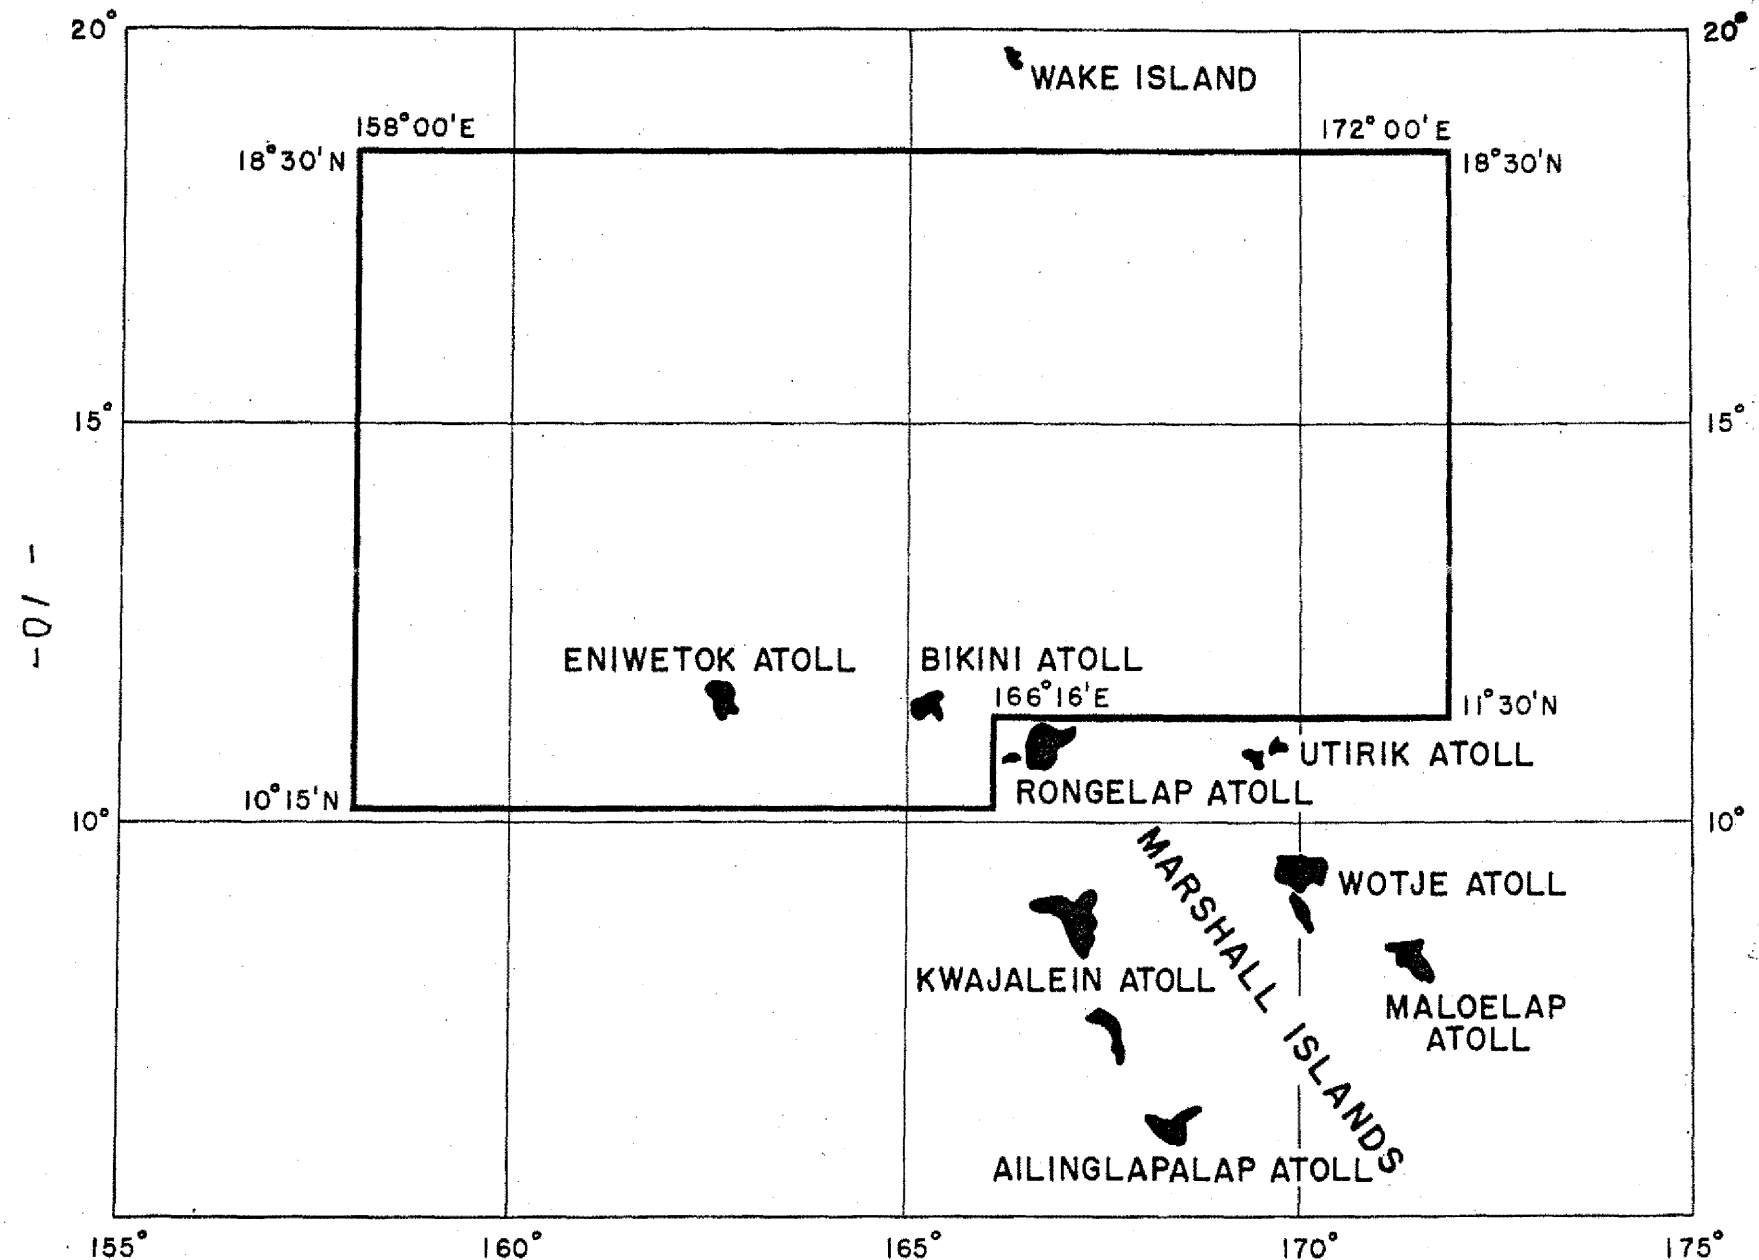 20° 20°
WAKE ISLAND
158°00'E 172°00'E
18°30'N 18°30'N
15° 15°
- 10 -
ENIWETOK ATOLL BIKINI ATOLL
166°16'E
11°30'N
UTIRIK ATOLL
RONGELAP ATOLL
10°15'N
10° 10°
MARSHALL ISLANDS
WOTJE ATOLL
KWAJALEIN ATOLL
MALOELAP
ATOLL
AILINGLAPALAP ATOLL
155° 160° 165° 170° 175°